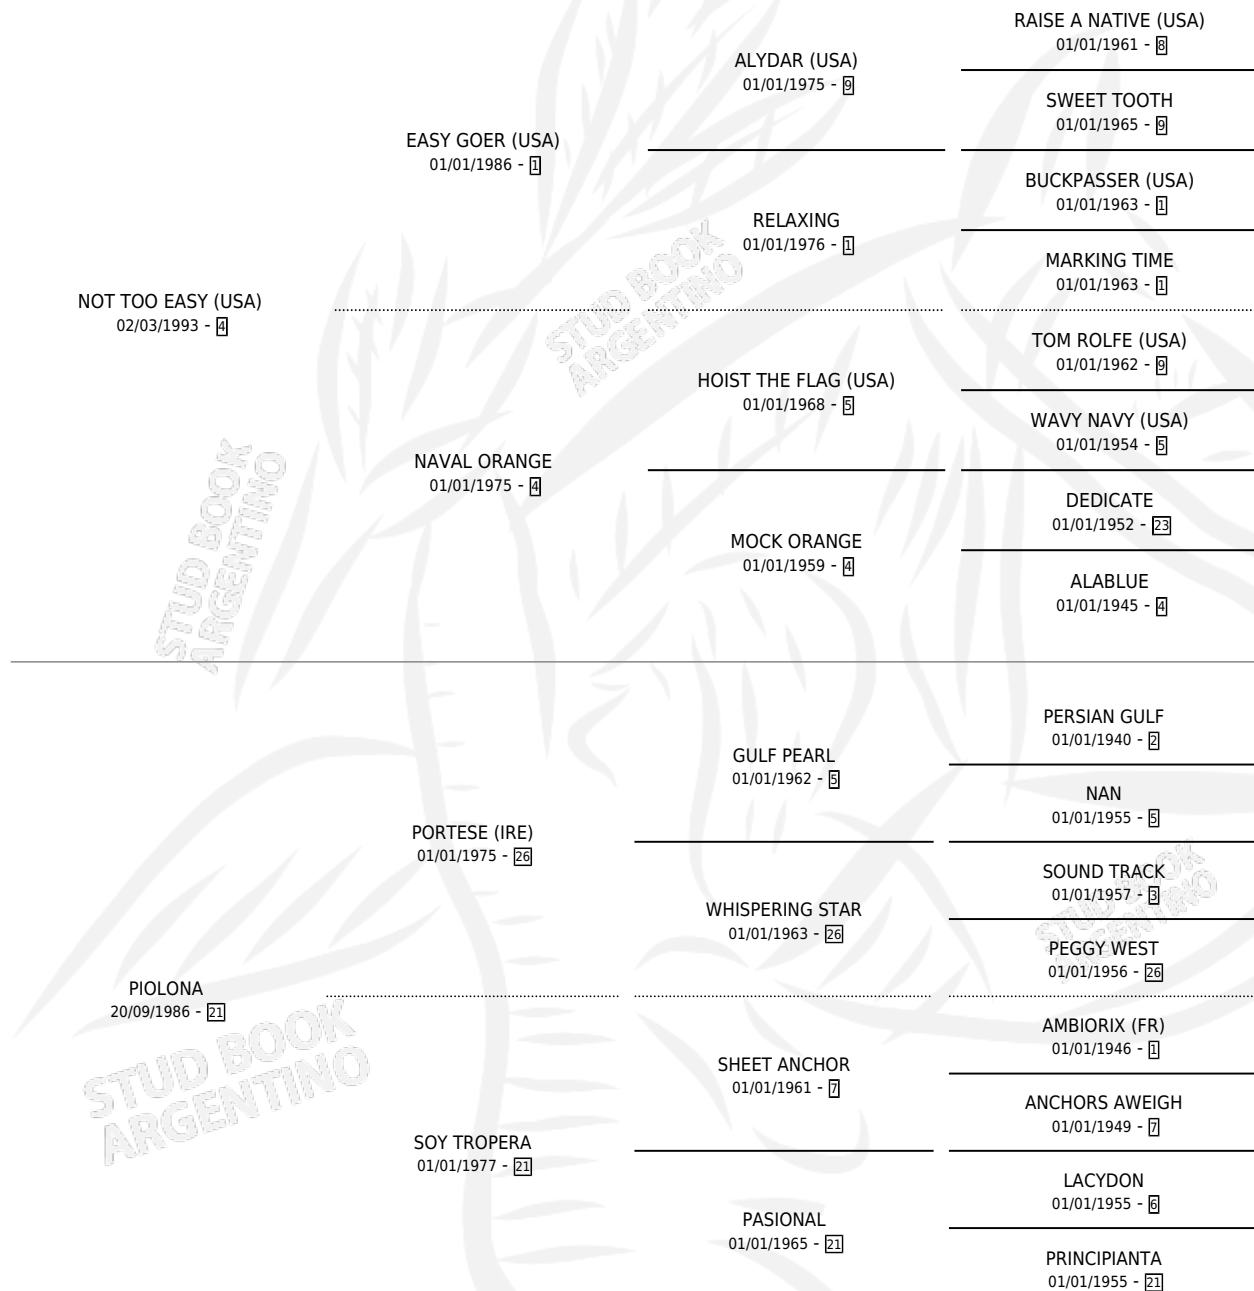 RAISE A NATIVE (USA)
01/01/1961 - 8
ALYDAR (USA)
01/01/1975 - 9
SWEET TOOTH
01/01/1965 - 9
EASY GOER (USA)
01/01/1986 - 1
BUCKPASSER (USA)
01/01/1963 - 1
RELAXING
01/01/1976 - 1
MARKING TIME
01/01/1963 - 1
NOT TOO EASY (USA)
02/03/1993 - 4
TOM ROLFE (USA)
01/01/1962 - 9
HOIST THE FLAG (USA)
01/01/1968 - 5
WAVY NAVY (USA)
01/01/1954 - 5
NAVAL ORANGE
01/01/1975 - 4
DEDICATE
01/01/1952 - 23
MOCK ORANGE
01/01/1959 - 4
ALABLUE
01/01/1945 - 4
PERSIAN GULF
01/01/1940 - 2
GULF PEARL
01/01/1962 - 5
NAN
01/01/1955 - 5
PORTESE (IRE)
01/01/1975 - 26
SOUND TRACK
01/01/1957 - 3
WHISPERING STAR
01/01/1963 - 26
PEGGY WEST
01/01/1956 - 26
PIOLONA
20/09/1986 - 21
AMBIORIX (FR)
01/01/1946 - 1
SHEET ANCHOR
01/01/1961 - 7
ANCHORS AWEIGH
01/01/1949 - 7
SOY TROPERA
01/01/1977 - 21
LACYDON
01/01/1955 - 6
PASIONAL
01/01/1965 - 21
PRINCIPIANTA
01/01/1955 - 21
STUD BOOK
ARGENTINO
STUD BOOK
ARGENTINO
STUD BOOK
ARGENTINO
STUD BOOK
ARGENTINO